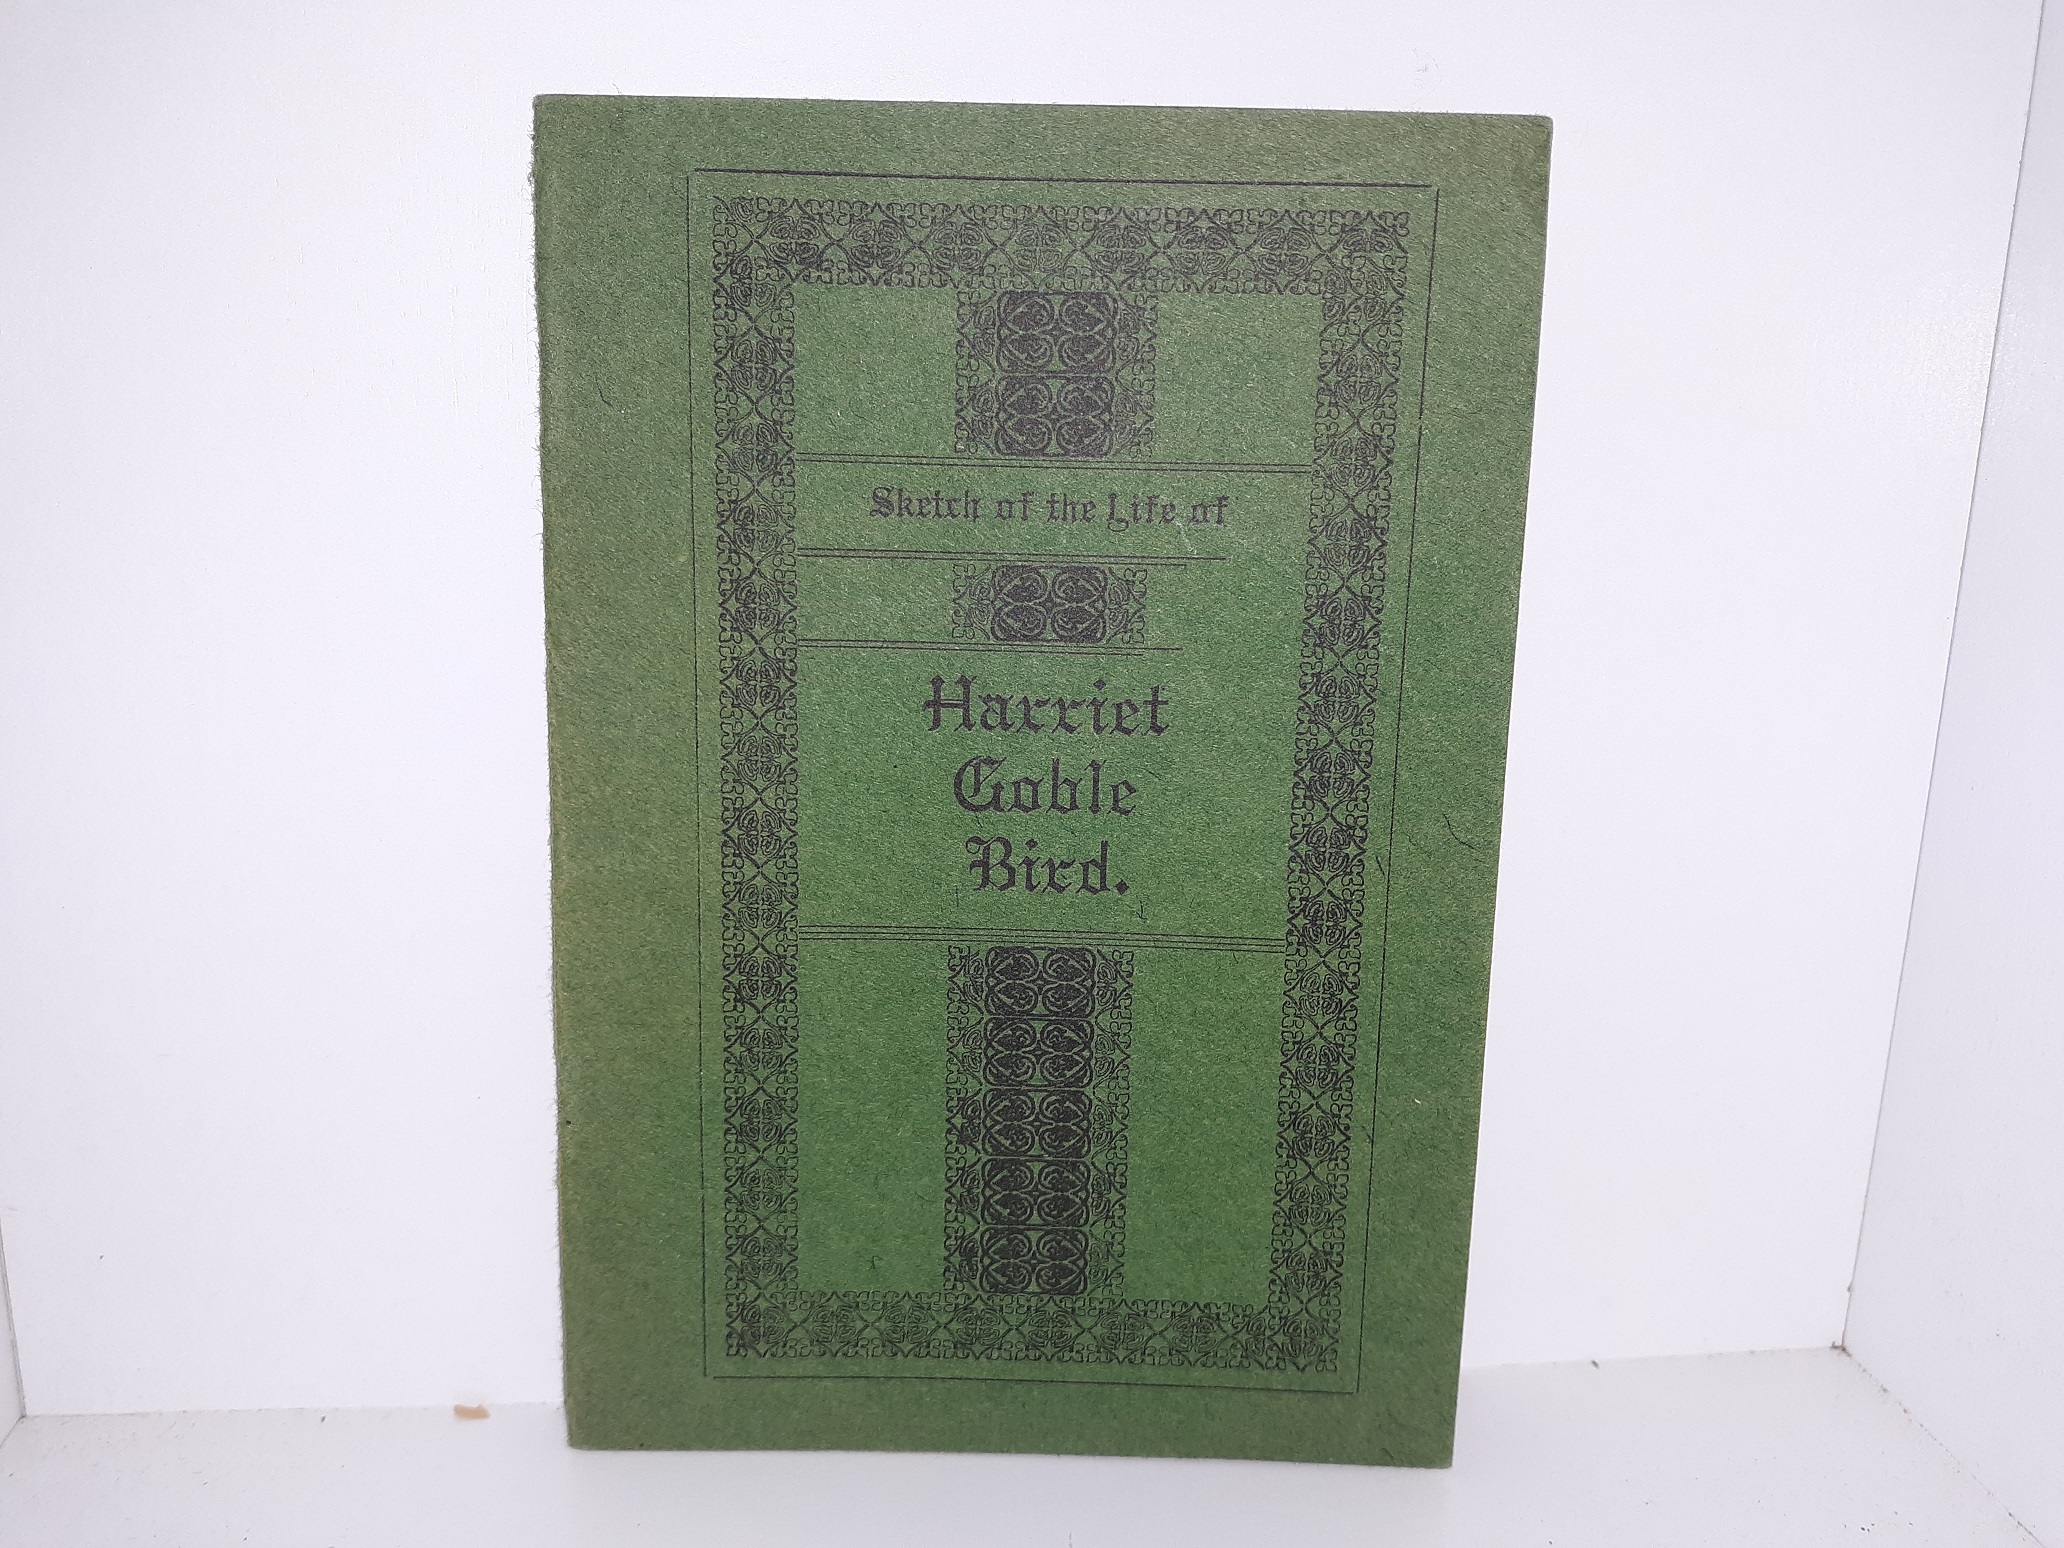 Sketch of the Life of
Harriet
Goble
Bird.